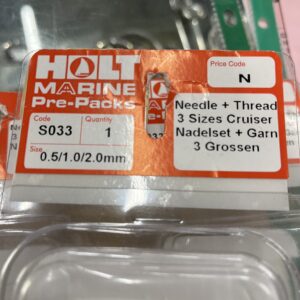 HOLT
MARINE
Pre-Packs
Price Code
N
Code
Quantity
S033
1
Size
0.5/1.0/2.0mm
Needle + Thread
3 Sizes Cruiser
Nadelset + Garn
3 Grossen